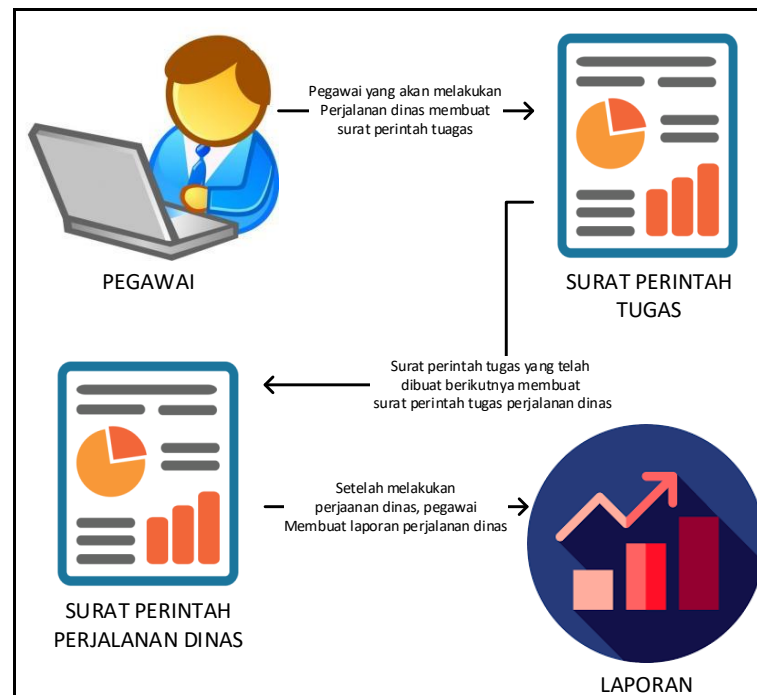 Pegawai yang akan melakukan
Perjalanan dinas membuat
surat perintah tuagas
PEGAWAI
SURAT PERINTAH
TUGAS
Surat perintah tugas yang telah
dibuat berikutnya membuat
surat perintah tugas perjalanan dinas
Setelah melakukan
perjaanan dinas, pegawai
Membuat laporan perjalanan dinas
SURAT PERINTAH
PERJALANAN DINAS
LAPORAN